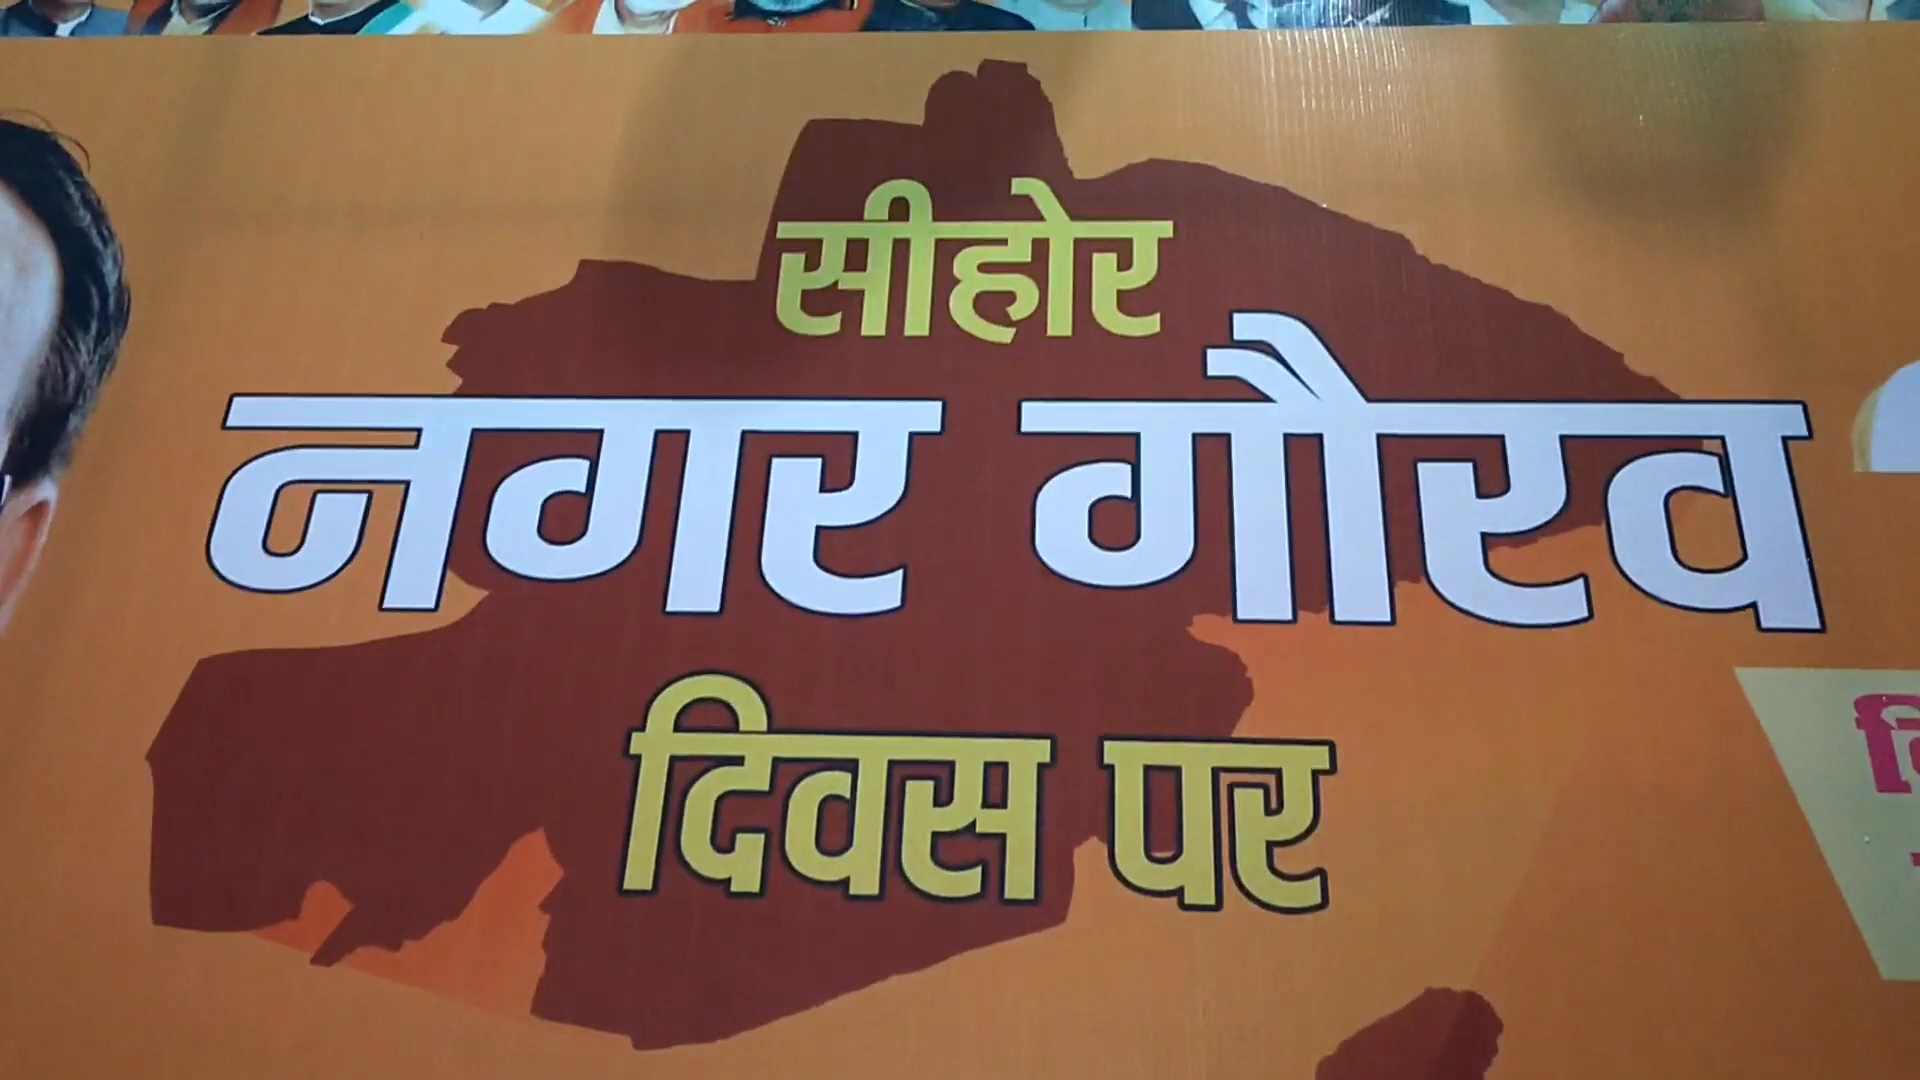 सीहोर
नगर गौरव
दिवस पर